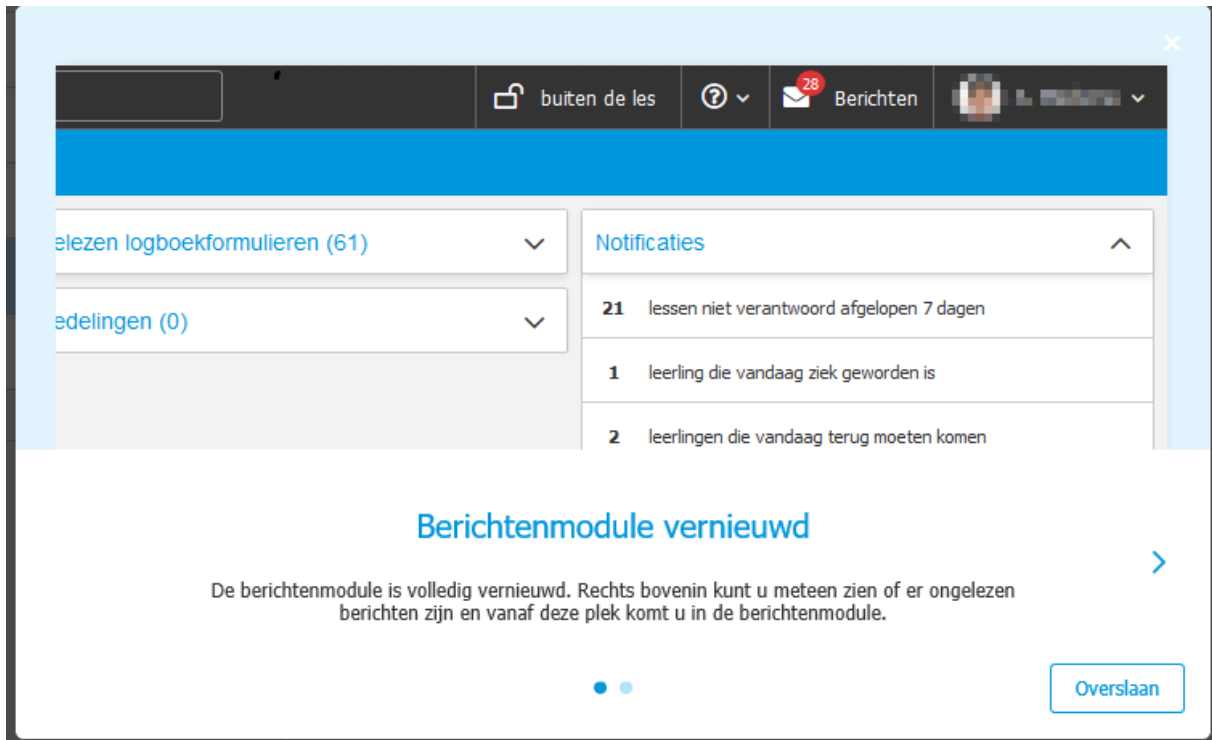 buiten de les
28
Berichten
elezen logboekformulieren (61)
Notificaties
21 lessen niet verantwoord afgelopen 7 dagen
edelingen (0)
1 leerling die vandaag ziek geworden is
2 leerlingen die vandaag terug moeten komen
Berichtenmodule vernieuwd
De berichtenmodule is volledig vernieuwd. Rechts bovenin kunt u meteen zien of er ongelezen
berichten zijn en vanaf deze plek komt u in de berichtenmodule.
Overslaan